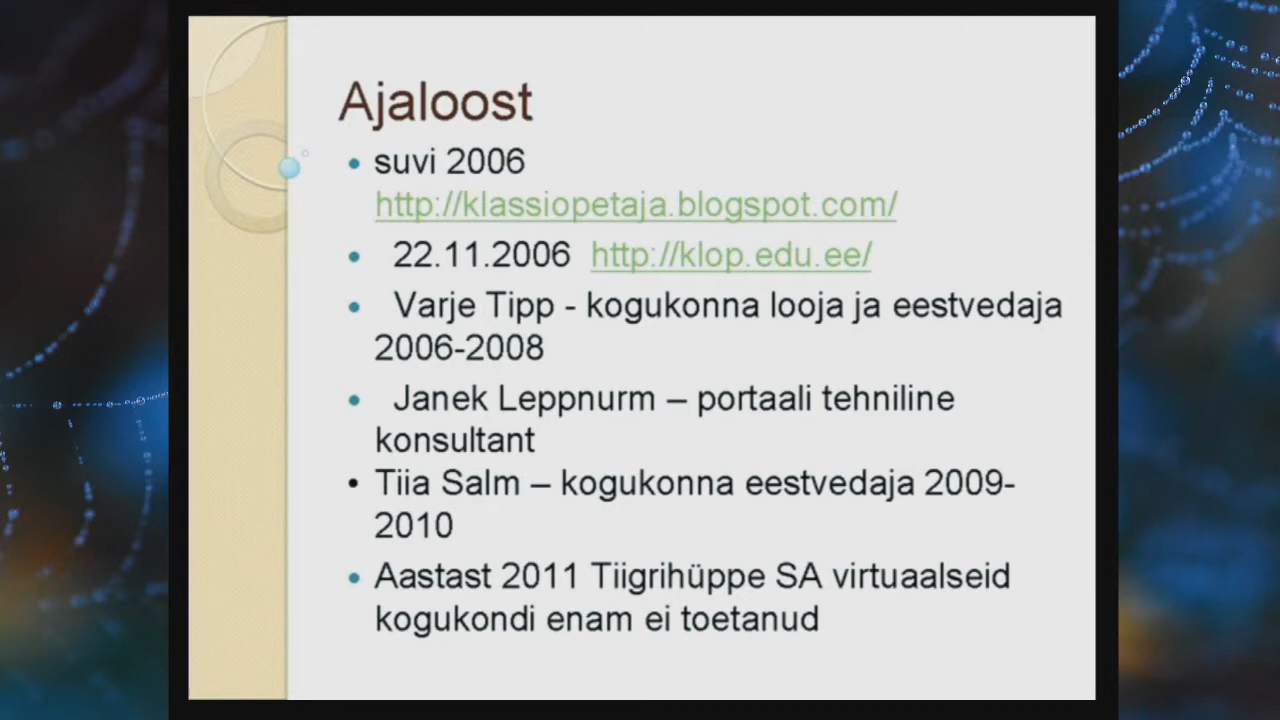 Ajaloost
• suvi 2006
http://klassiopetaja.blogspot.com/
• 22.11.2006 http://klop.edu.ee/
• Varje Tipp - kogukonna looja ja eestvedaja
2006-2008
• Janek Leppnurm – portaali tehniline
konsultant
• Tiia Salm – kogukonna eestvedaja 2009-
2010
• Aastast 2011 Tiigrihüppe SA virtuaalseid
kogukondi enam ei toetanud